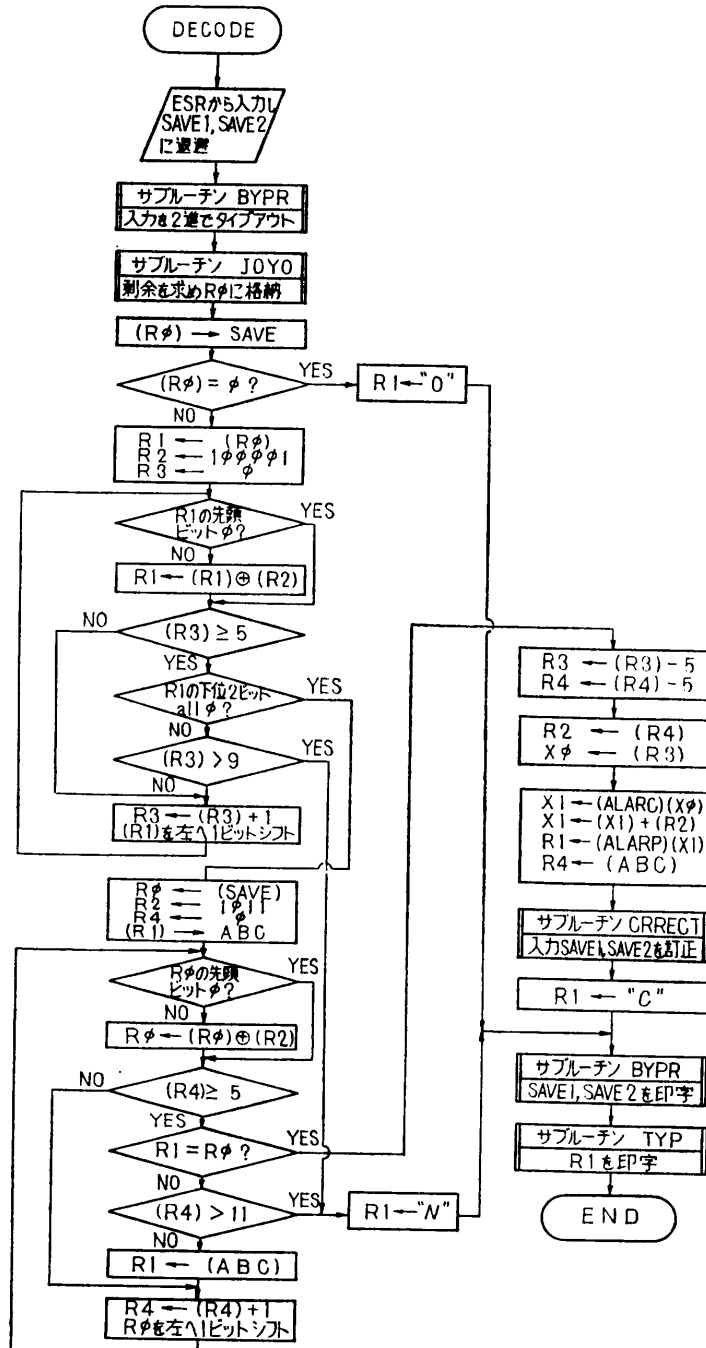 DECODE
ESRから入力し
SAVE1, SAVE2
に退避
サブルーチン BYPR
入力を2進でタイプアウト
サブルーチン JOYO
剰余を求めRφに格納
(Rφ) → SAVE
(Rφ) = φ ?
YES
NO
R1←"O"
R1 ← (Rφ)
R2 ← 1φφφφ1
R3 ← φ
R1の先頭
ビットφ?
YES
NO
R1 ← (R1)⊕(R2)
(R3) ≥ 5
NO
YES
R1の下位2ビット
all φ?
YES
NO
(R3) > 9
YES
NO
R3 ← (R3) + 1
(R1)を左へ1ビットシフト
Rφ ← (SAVE)
R2 ← 1φ11
R4 ← φ
(R1) → ABC
Rφの先頭
ビットφ?
YES
NO
Rφ ← (Rφ)⊕(R2)
(R4) ≥ 5
NO
YES
R1 = Rφ ?
YES
NO
(R4) > 11
YES
NO
R1←"N"
R1 ← (ABC)
R4 ← (R4)+1
Rφを左へ1ビットシフト
R3 ← (R3) - 5
R4 ← (R4) - 5
R2 ← (R4)
Xφ ← (R3)
X1 ← (ALARC)(Xφ)
X1 ← (X1) + (R2)
R1 ← (ALARP)(X1)
R4 ← (ABC)
サブルーチン CRRECT
入力SAVE1,SAVE2を訂正
R1 ← "C"
サブルーチン BYPR
SAVE1, SAVE2を印字
サブルーチン TYP
R1を印字
END